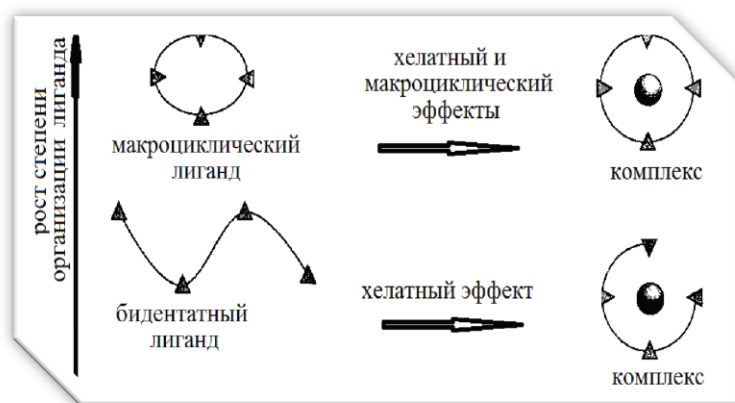 рост степени
организации лиганда
макроциклический
лиганд
хелатный и
макроциклический
эффекты
комплекс
бидентатный
лиганд
хелатный эффект
комплекс